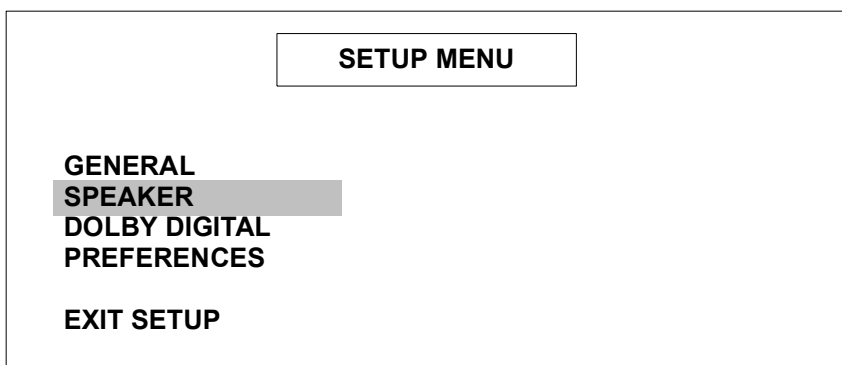 SETUP MENU
GENERAL
SPEAKER
DOLBY DIGITAL
PREFERENCES
EXIT SETUP